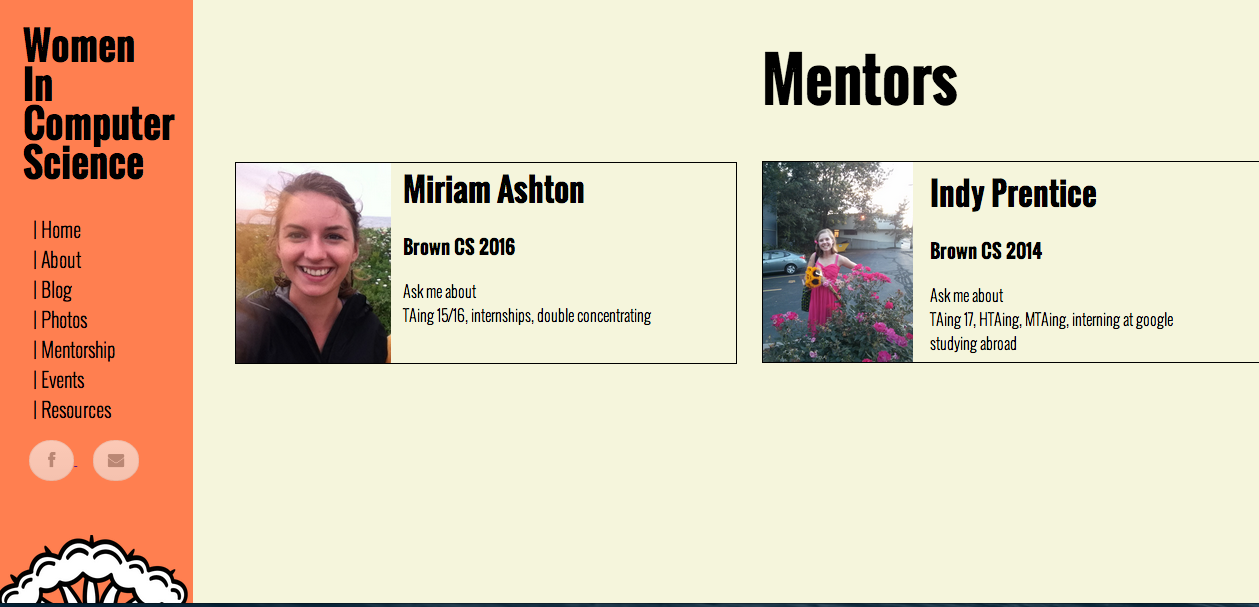 Women
In
Computer
Science
| Home
| About
| Blog
| Photos
| Mentorship
| Events
| Resources
Mentors
Miriam Ashton
Brown CS 2016
Ask me about
TAing 15/16, internships, double concentrating
Indy Prentice
Brown CS 2014
Ask me about
TAing 17, HTAing, MTAing, interning at google
studying abroad